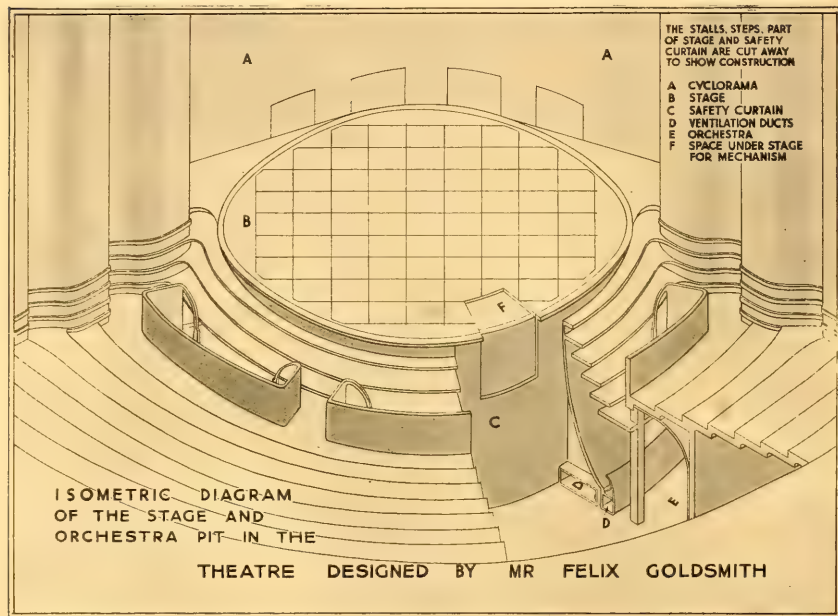 THE STALLS, STEPS, PART
OF STAGE AND SAFETY
CURTAIN ARE CUT AWAY
TO SHOW CONSTRUCTION
A CYCLORAMA
B STAGE
C SAFETY CURTAIN
D VENTILATION DUCTS
E ORCHESTRA
F SPACE UNDER STAGE
FOR MECHANISM
A
A
B
F
C
D
E
D
ISOMETRIC DIAGRAM
OF THE STAGE AND
ORCHESTRA PIT IN THE
THEATRE DESIGNED BY MR FELIX GOLDSMITH